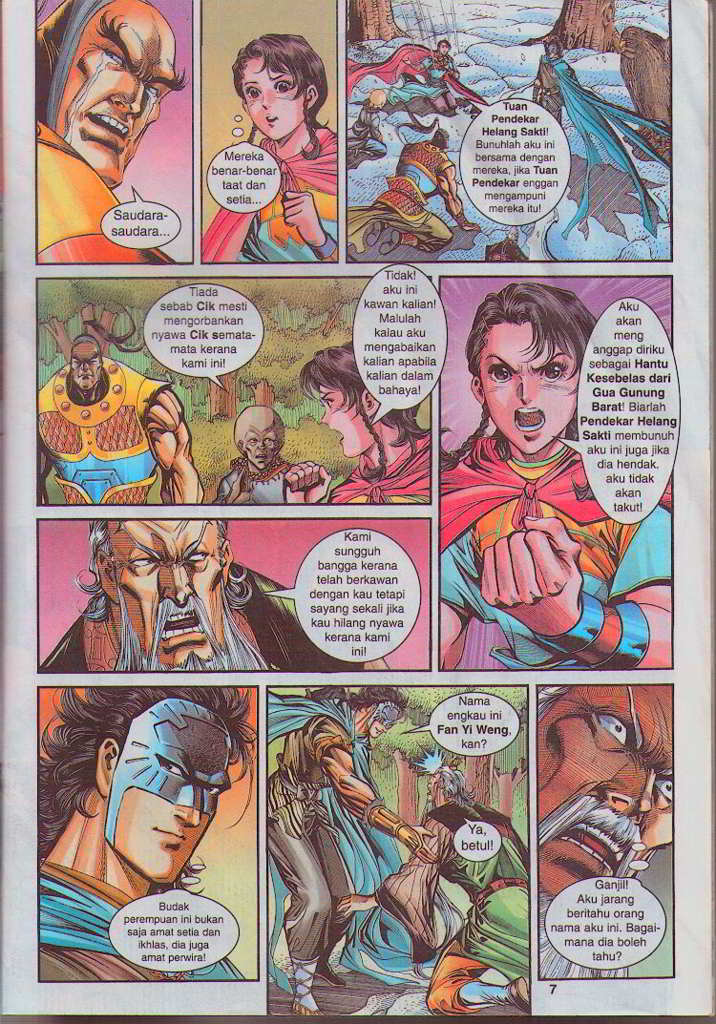 Saudara-
saudara...
Mereka
benar-benar
taat dan
setia...
Tuan
Pendekar
Helang Sakti!
Bunuhlah aku ini
bersama dengan
mereka, jika Tuan
Pendekar enggan
mengampuni
mereka itu!
Tiada
sebab Cik mesti
mengorbankan
nyawa Cik semata-
mata kerana
kami ini!
Tidak!
aku ini
kawan kalian!
Malulah
kalau aku
mengabaikan
kalian apabila
kalian dalam
bahaya!
Aku
akan
meng
anggap diriku
sebagai Hantu
Kesebelas dari
Gua Gunung
Barat! Biarlah
Pendekar Helang
Sakti membunuh
aku ini juga jika
dia hendak.
aku tidak
akan
takut!
Kami
sungguh
bangga kerana
telah berkawan
dengan kau tetapi
sayang sekali jika
kau hilang nyawa
kerana kami
ini!
Budak
perempuan ini bukan
saja amat setia dan
ikhlas, dia juga
amat perwira!
Nama
engkau ini
Fan Yi Weng,
kan?
Ya,
betul!
Ganjil!
Aku jarang
beritahu orang
nama aku ini. Bagai-
mana dia boleh
tahu?
7